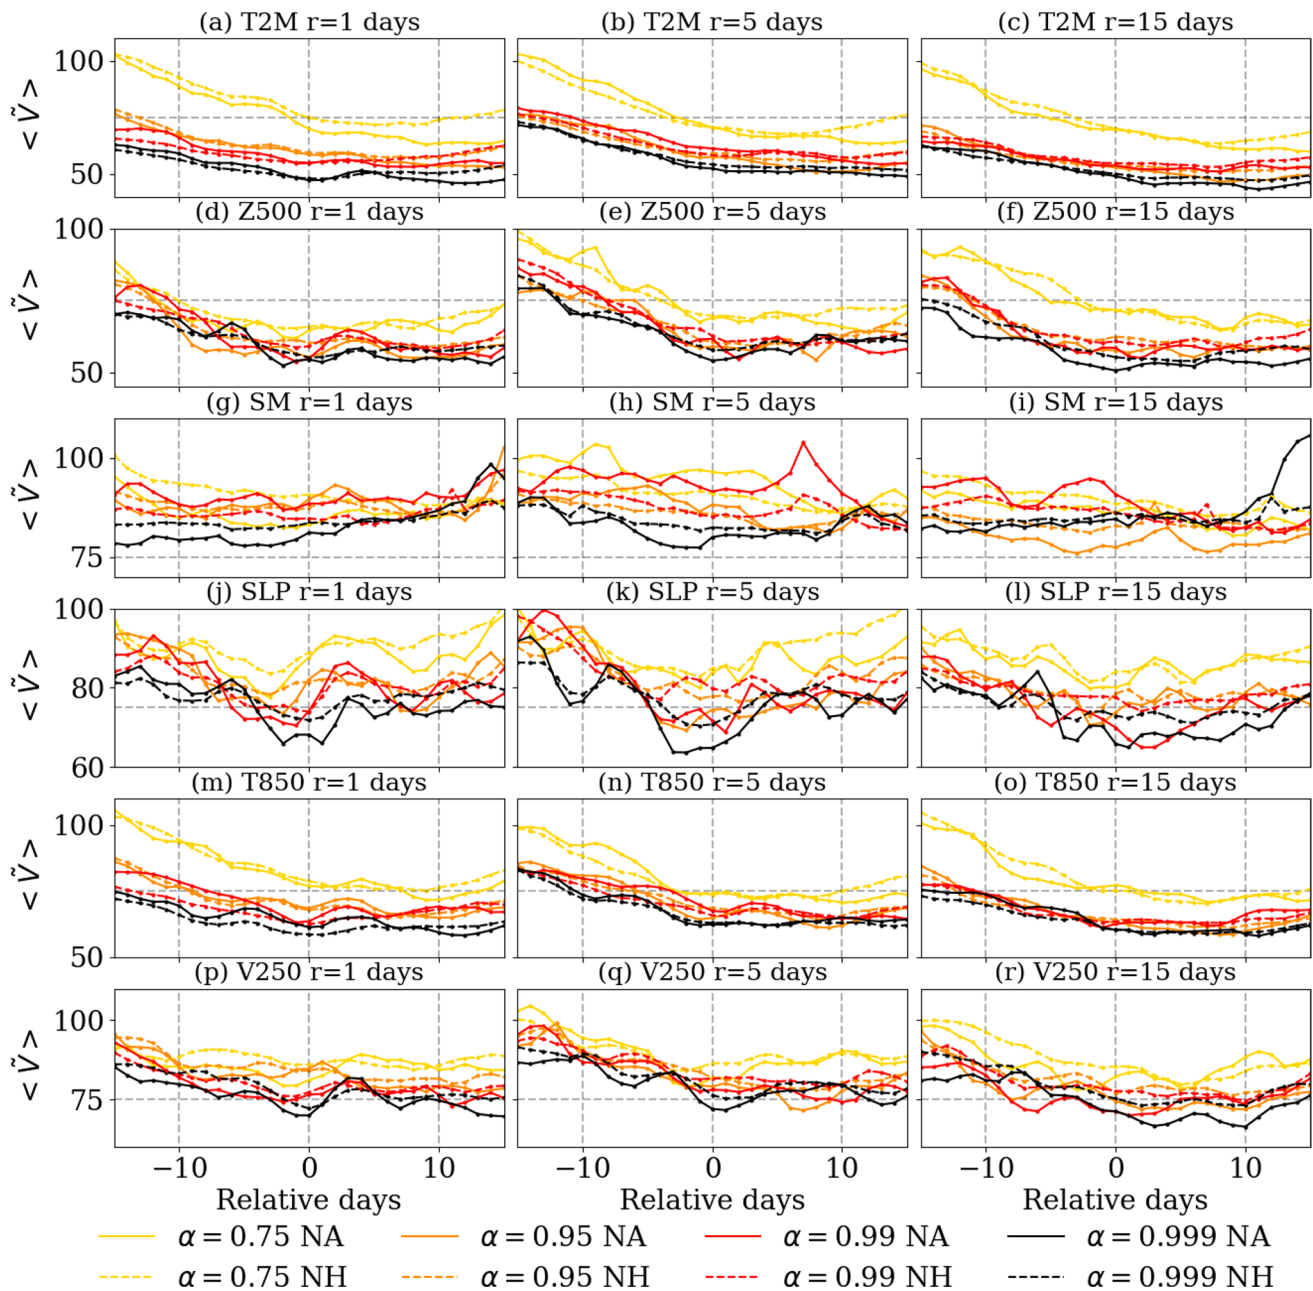 (a) T2M r=1 days (b) T2M r=5 days (c) T2M r=15 days
100
< Ṽ >
50
(d) Z500 r=1 days (e) Z500 r=5 days (f) Z500 r=15 days
100
< Ṽ >
50
(g) SM r=1 days (h) SM r=5 days (i) SM r=15 days
100
< Ṽ >
75
(j) SLP r=1 days (k) SLP r=5 days (l) SLP r=15 days
100
< Ṽ >
80
60
(m) T850 r=1 days (n) T850 r=5 days (o) T850 r=15 days
100
< Ṽ >
50
(p) V250 r=1 days (q) V250 r=5 days (r) V250 r=15 days
100
< Ṽ >
75
−10 0 10 −10 0 10 −10 0 10
Relative days Relative days Relative days
α = 0.75 NA α = 0.95 NA α = 0.99 NA α = 0.999 NA
α = 0.75 NH α = 0.95 NH α = 0.99 NH α = 0.999 NH